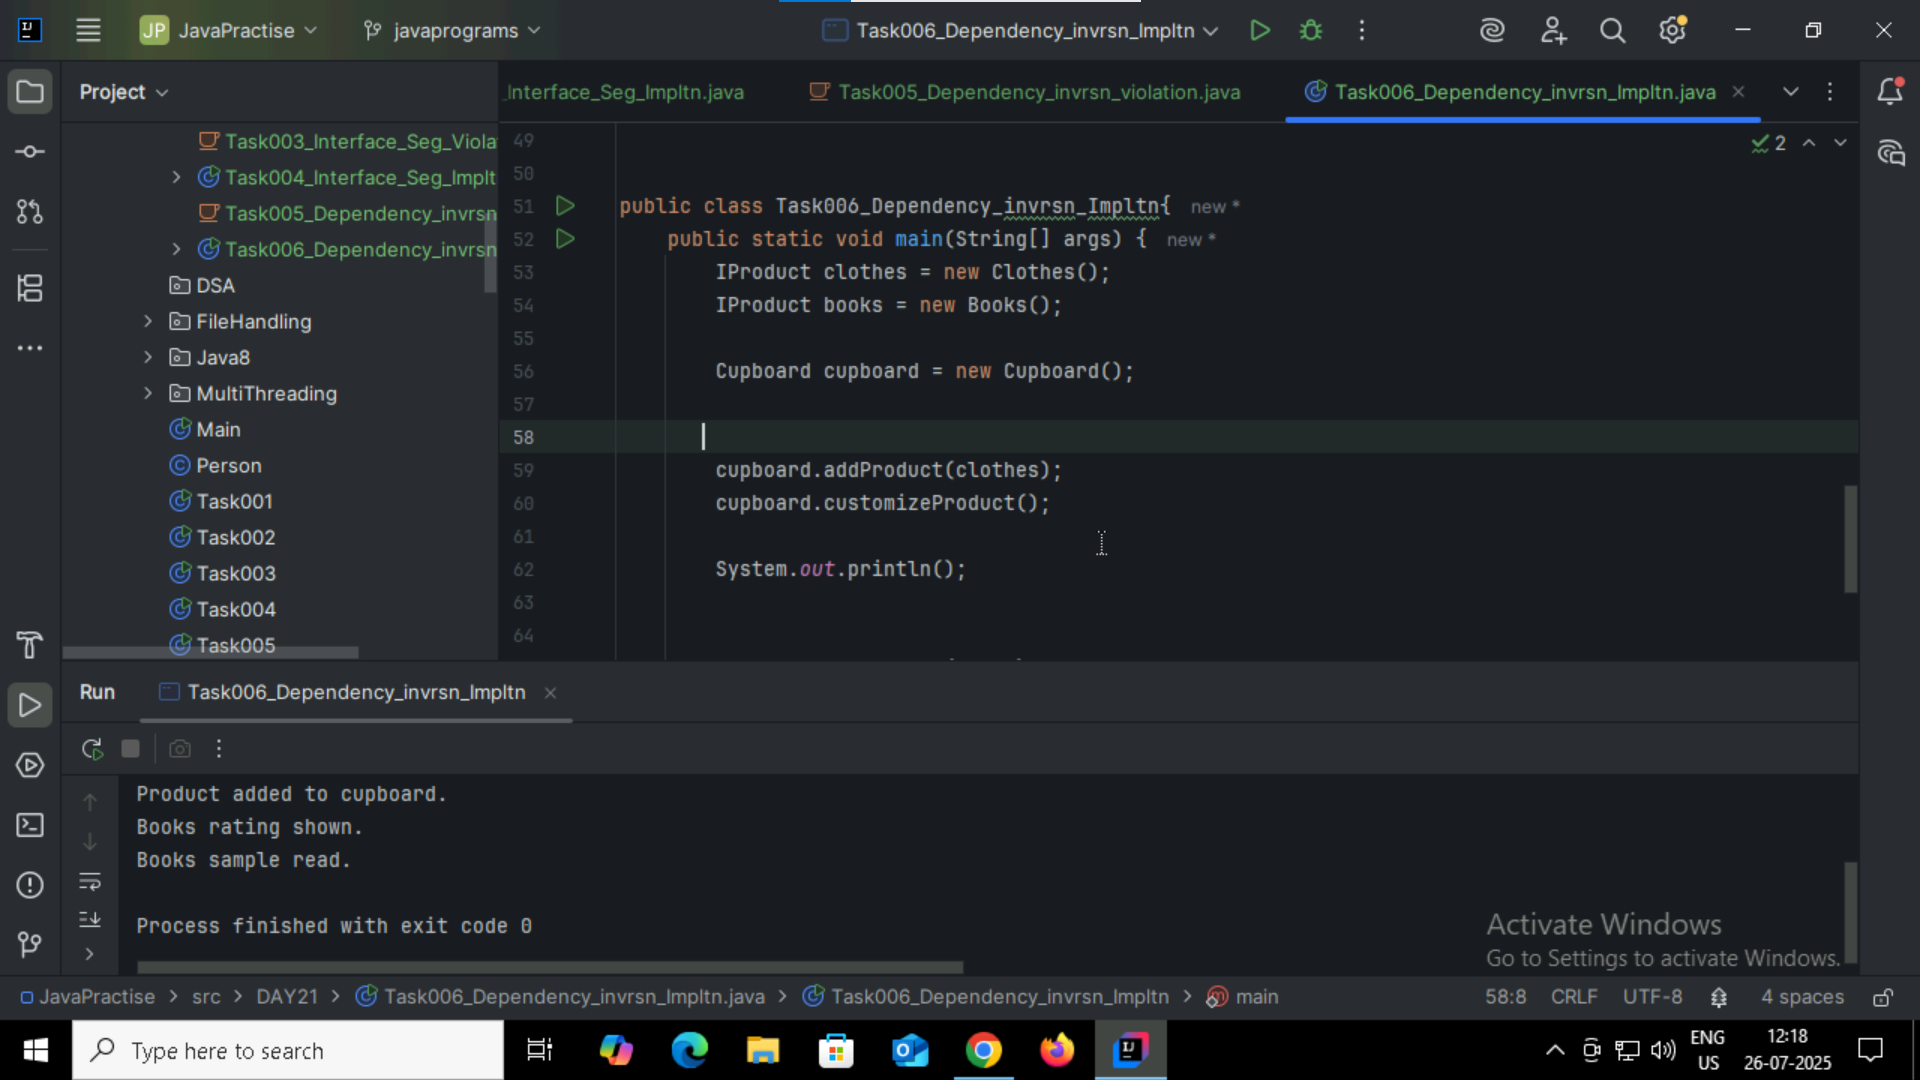 JP JavaPractise javaprograms Task006_Dependency_invrsn_Impltn
Project
_Interface_Seg_Impltn.java Task005_Dependency_invrsn_violation.java Task006_Dependency_invrsn_Impltn.java
Task003_Interface_Seg_Viola
Task004_Interface_Seg_Implt
Task005_Dependency_invrsn
Task006_Dependency_invrsn
DSA
FileHandling
Java8
MultiThreading
Main
Person
Task001
Task002
Task003
Task004
Task005
2
49
50
51 public class Task006_Dependency_invrsn_Impltn{ new *
52 public static void main(String[] args) { new *
53 IProduct clothes = new Clothes();
54 IProduct books = new Books();
55
56 Cupboard cupboard = new Cupboard();
57
58
59 cupboard.addProduct(clothes);
60 cupboard.customizeProduct();
61
62 System.out.println();
63
64
Run Task006_Dependency_invrsn_Impltn
Product added to cupboard.
Books rating shown.
Books sample read.
Process finished with exit code 0
Activate Windows
Go to Settings to activate Windows.
JavaPractise > src > DAY21 > Task006_Dependency_invrsn_Impltn.java > Task006_Dependency_invrsn_Impltn > main 58:8 CRLF UTF-8 4 spaces
Type here to search
ENG
US
12:18
26-07-2025